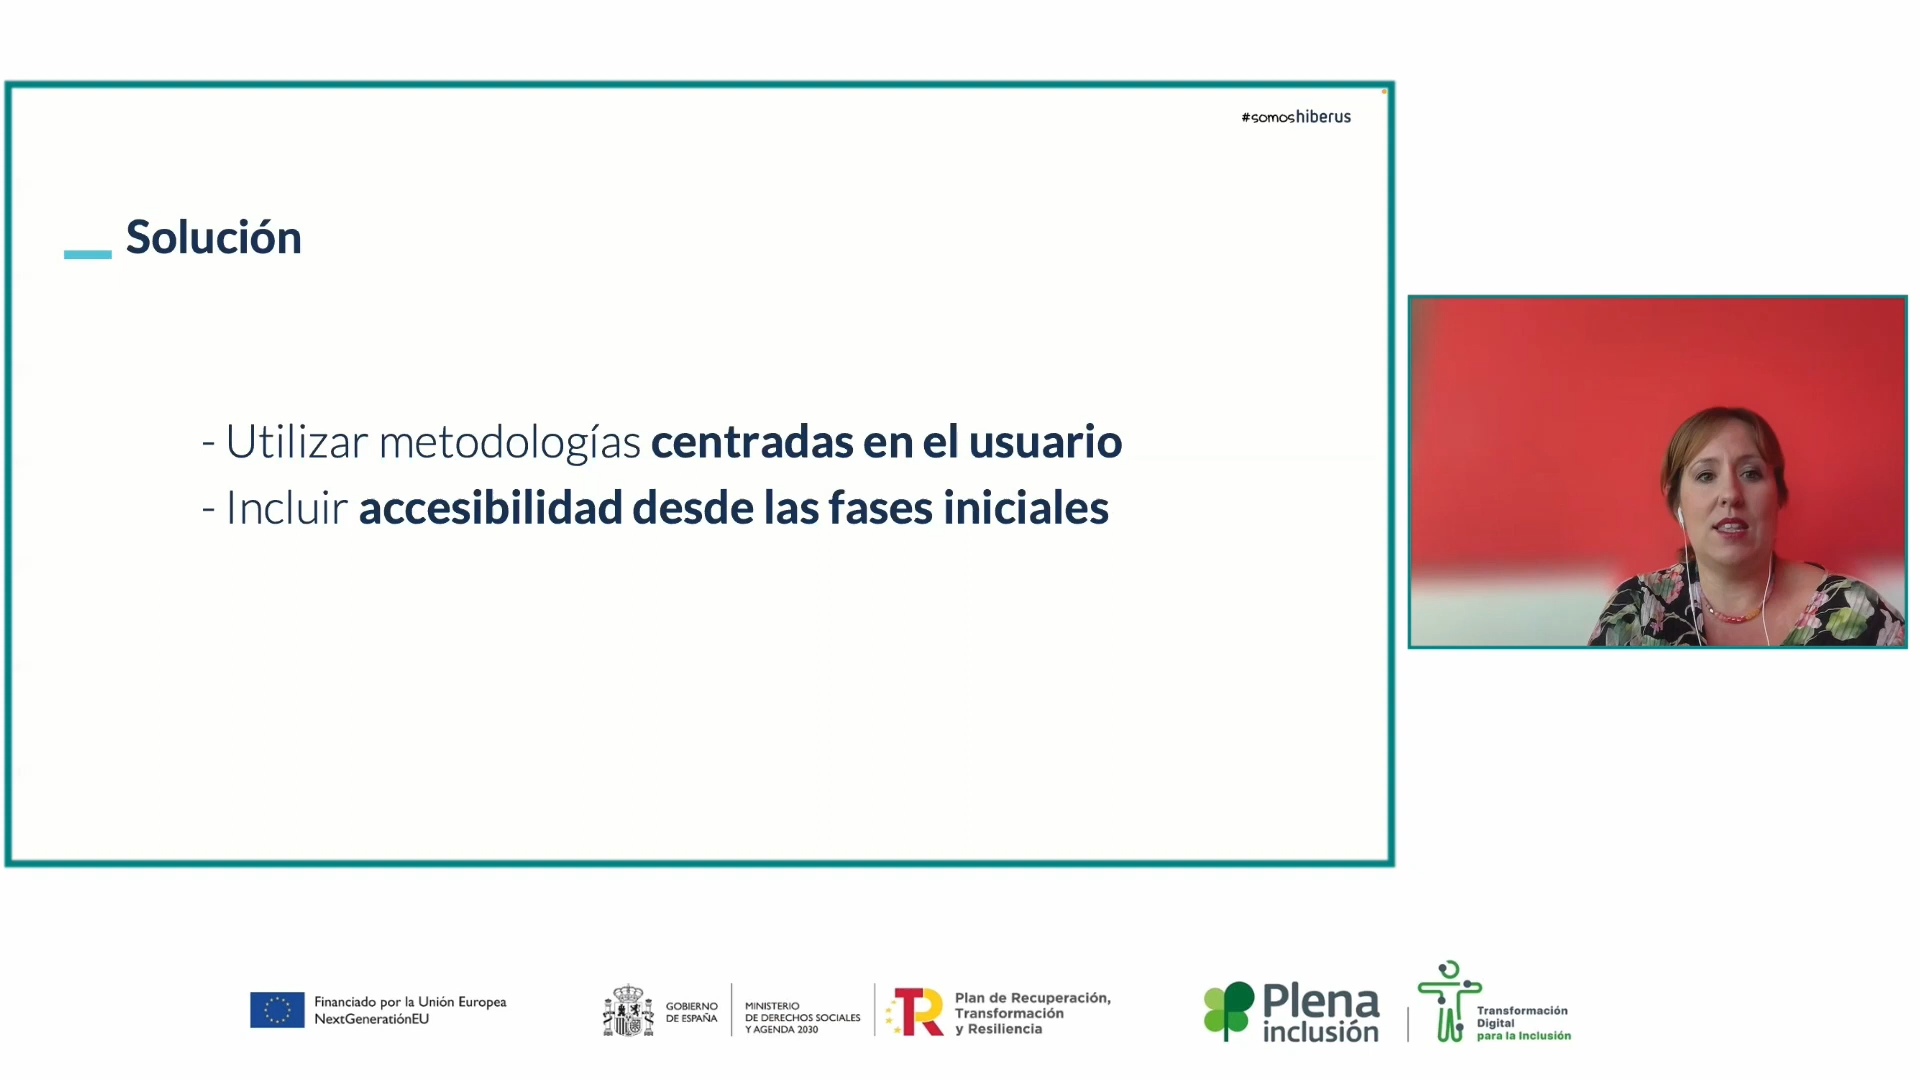 #somoshiberus
Solución
- Utilizar metodologías centradas en el usuario
- Incluir accesibilidad desde las fases iniciales
Financiado por la Unión Europea
NextGenerationEU
GOBIERNO
DE ESPAÑA
MINISTERIO
DE DERECHOS SOCIALES
Y AGENDA 2030
TR
Plan de Recuperación,
Transformación
y Resiliencia
Plena
inclusión
Transformación
Digital
para la Inclusión